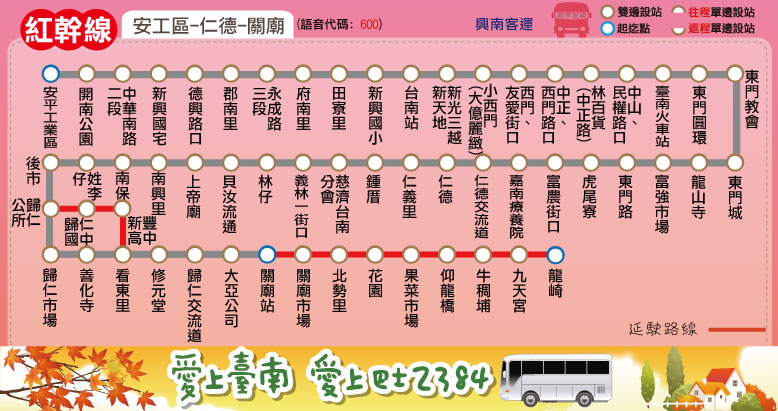 紅幹線
安工區-仁德-關廟
(語音代碼: 600)
興南客運
雙邊設站
往程單邊設站
起迄點
返程單邊設站
安平工業區
開南公園
中華南路
二段
新興國宅
德興路口
郡南里
永成路
三段
府南里
田寮里
新興國小
台南站
新光三越
新天地
小西門
(大億麗緻)
西門、
友愛街口
中正、
西門路口
林百貨
(中正路)
中山、
民權路口
臺南火車站
東門圓環
東門教會
後市
姓李
仔
南保
南興里
上帝廟
貝汝流通
林仔
義林一街口
慈濟台南
分會
鍾厝
仁義里
仁德
仁德交流道
嘉南療養院
富農街口
虎尾寮
東門路
富強市場
龍山寺
東門城
歸仁
公所
歸仁
國中
新豐
高中
歸仁市場
善化寺
看東里
修元堂
歸仁交流道
大亞公司
關廟站
關廟市場
北勢里
花園
果菜市場
仰龍橋
牛稠埔
九天宮
龍崎
延駛路線
愛上臺南 愛上巴士2384